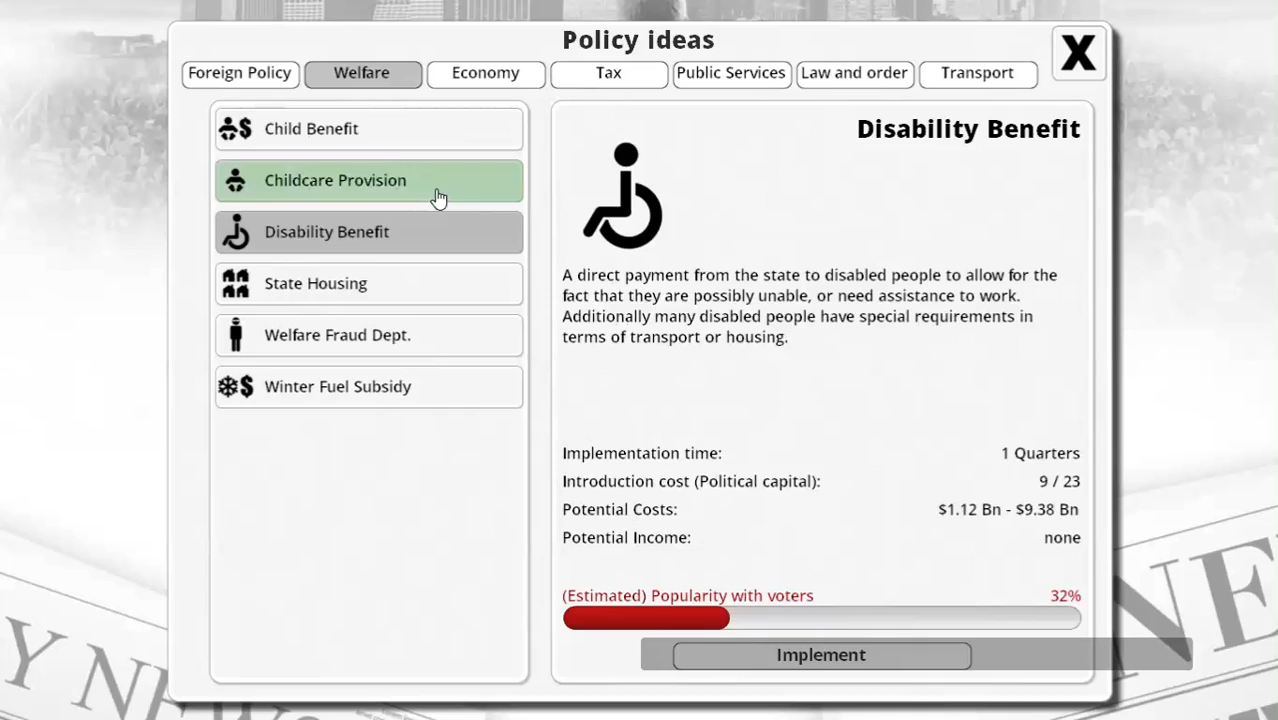 Policy ideas
X
Foreign Policy
Welfare
Economy
Tax
Public Services
Law and order
Transport
Child Benefit
Childcare Provision
Disability Benefit
State Housing
Welfare Fraud Dept.
Winter Fuel Subsidy
Disability Benefit
A direct payment from the state to disabled people to allow for the
fact that they are possibly unable, or need assistance to work.
Additionally many disabled people have special requirements in
terms of transport or housing.
Implementation time: 1 Quarters
Introduction cost (Political capital): 9 / 23
Potential Costs: $1.12 Bn - $9.38 Bn
Potential Income: none
(Estimated) Popularity with voters 32%
Implement
Y NEW
NE